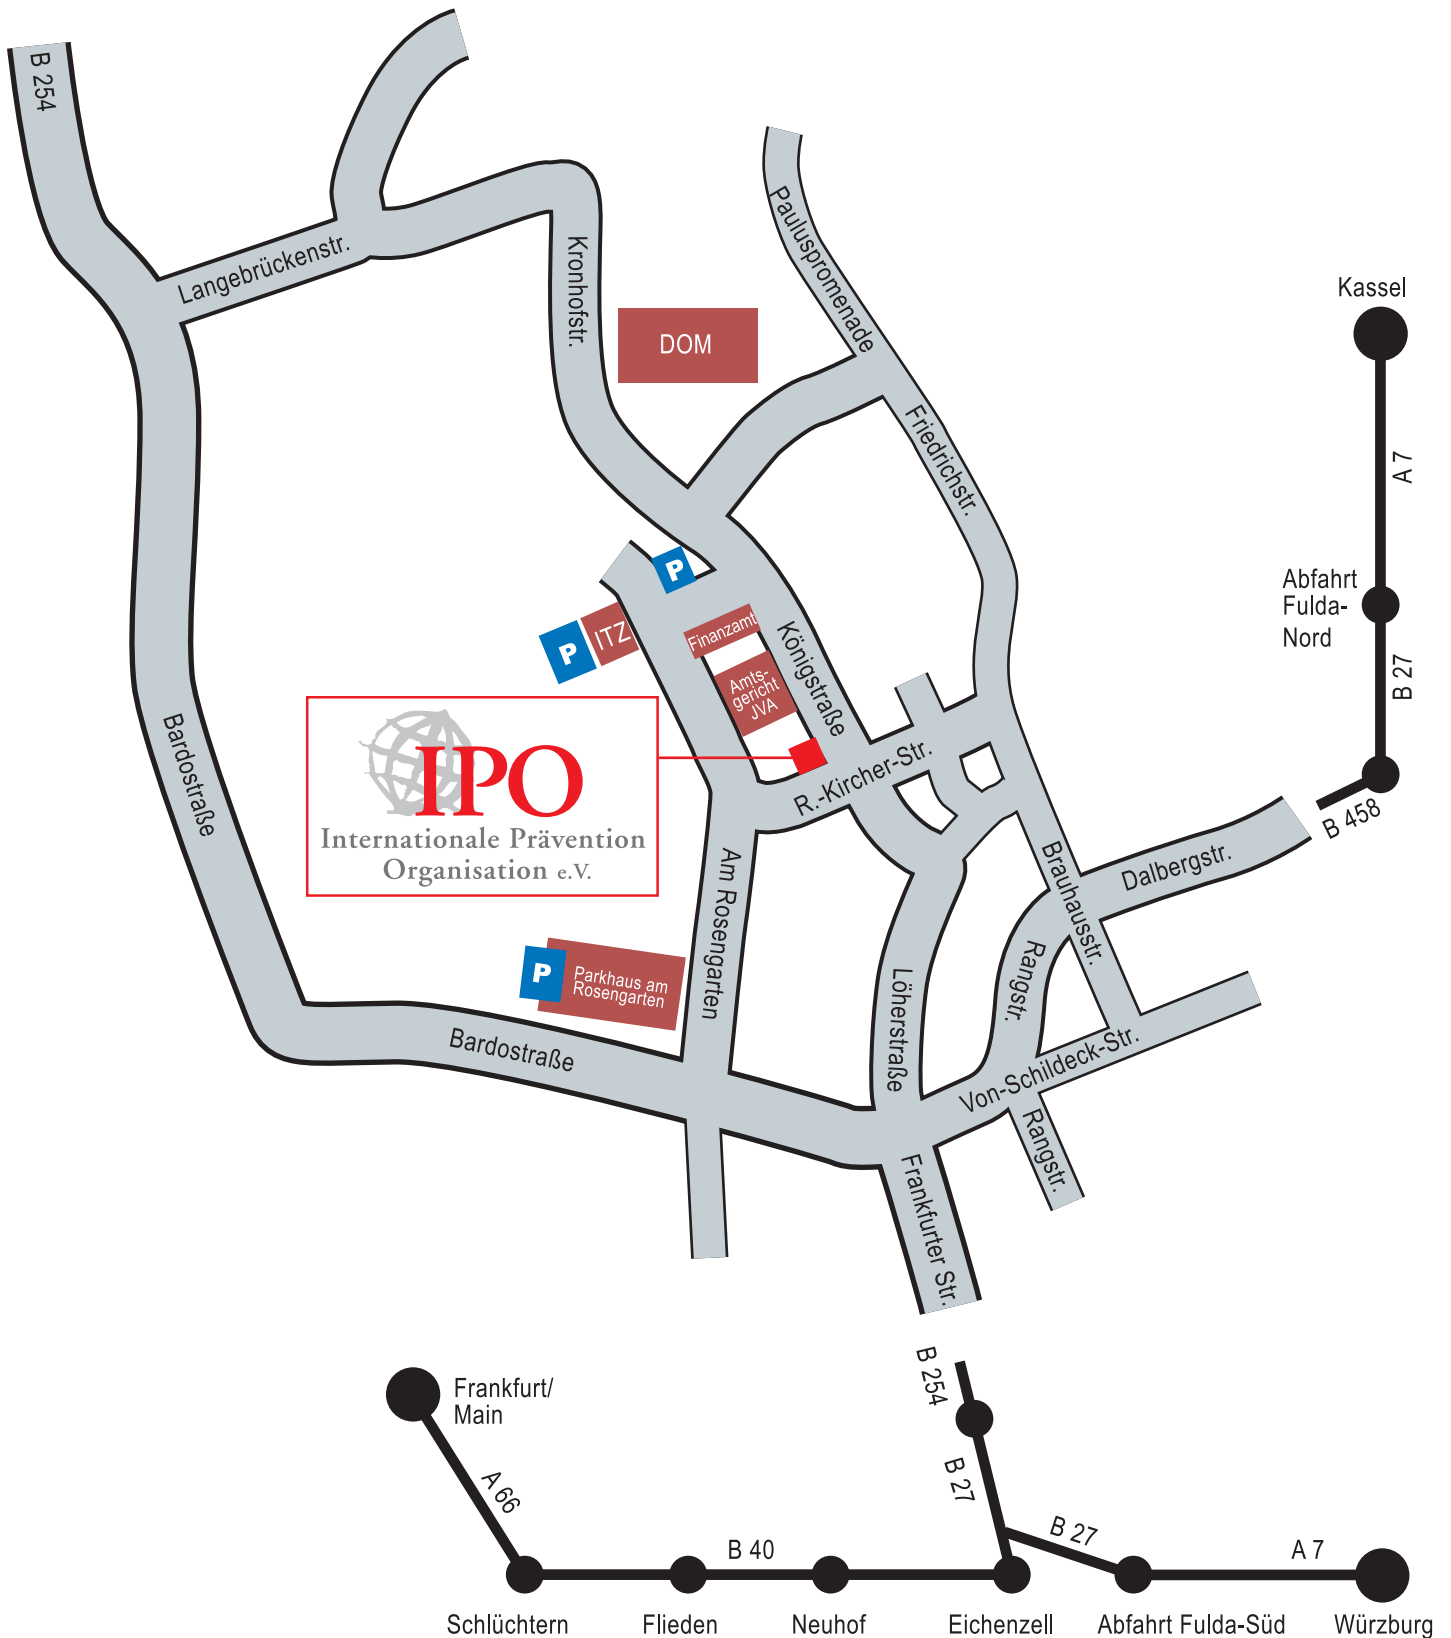 B 254
Langebrückenstr.
Kronhofstr.
Pauluspromenade
DOM
Kassel
Friedrichstr.
A 7
P
Abfahrt
Fulda-
Nord
P
ITZ
Finanzamt
Königstraße
Amts-
gericht
JVA
B 27
Bardostraße
IPO
Internationale Prävention
Organisation e.V.
R.-Kircher-Str.
B 458
Am Rosengarten
Brauhausstr.
Dalbergstr.
P
Parkhaus am
Rosengarten
Löherstraße
Rangstr.
Bardostraße
Von-Schildeck-Str.
Rangstr.
Frankfurter Str.
B 254
Frankfurt/
Main
A 66
B 27
B 27
B 40
A 7
Schlüchtern
Flieden
Neuhof
Eichenzell
Abfahrt Fulda-Süd
Würzburg